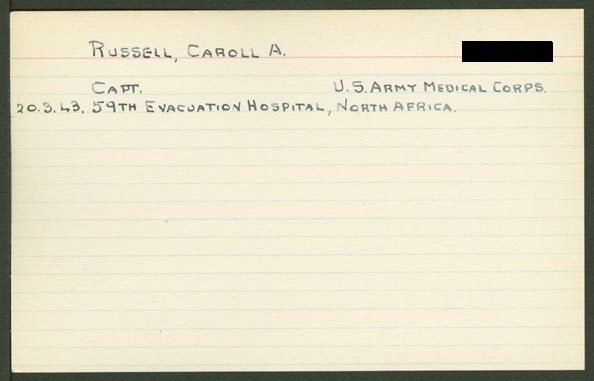 RUSSELL, CAROLL A.
CAPT. U.S. ARMY MEDICAL CORPS.
20.3.43. 59TH EVACUATION HOSPITAL, NORTH AFRICA.